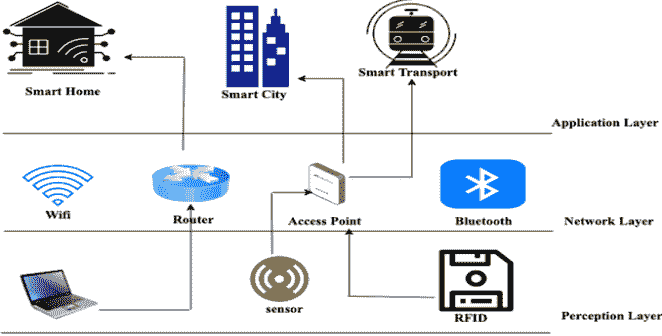 Smart Home
Smart City
Smart Transport
Application Layer
Wifi
Router
Access Point
Bluetooth
Network Layer
sensor
RFID
Perception Layer